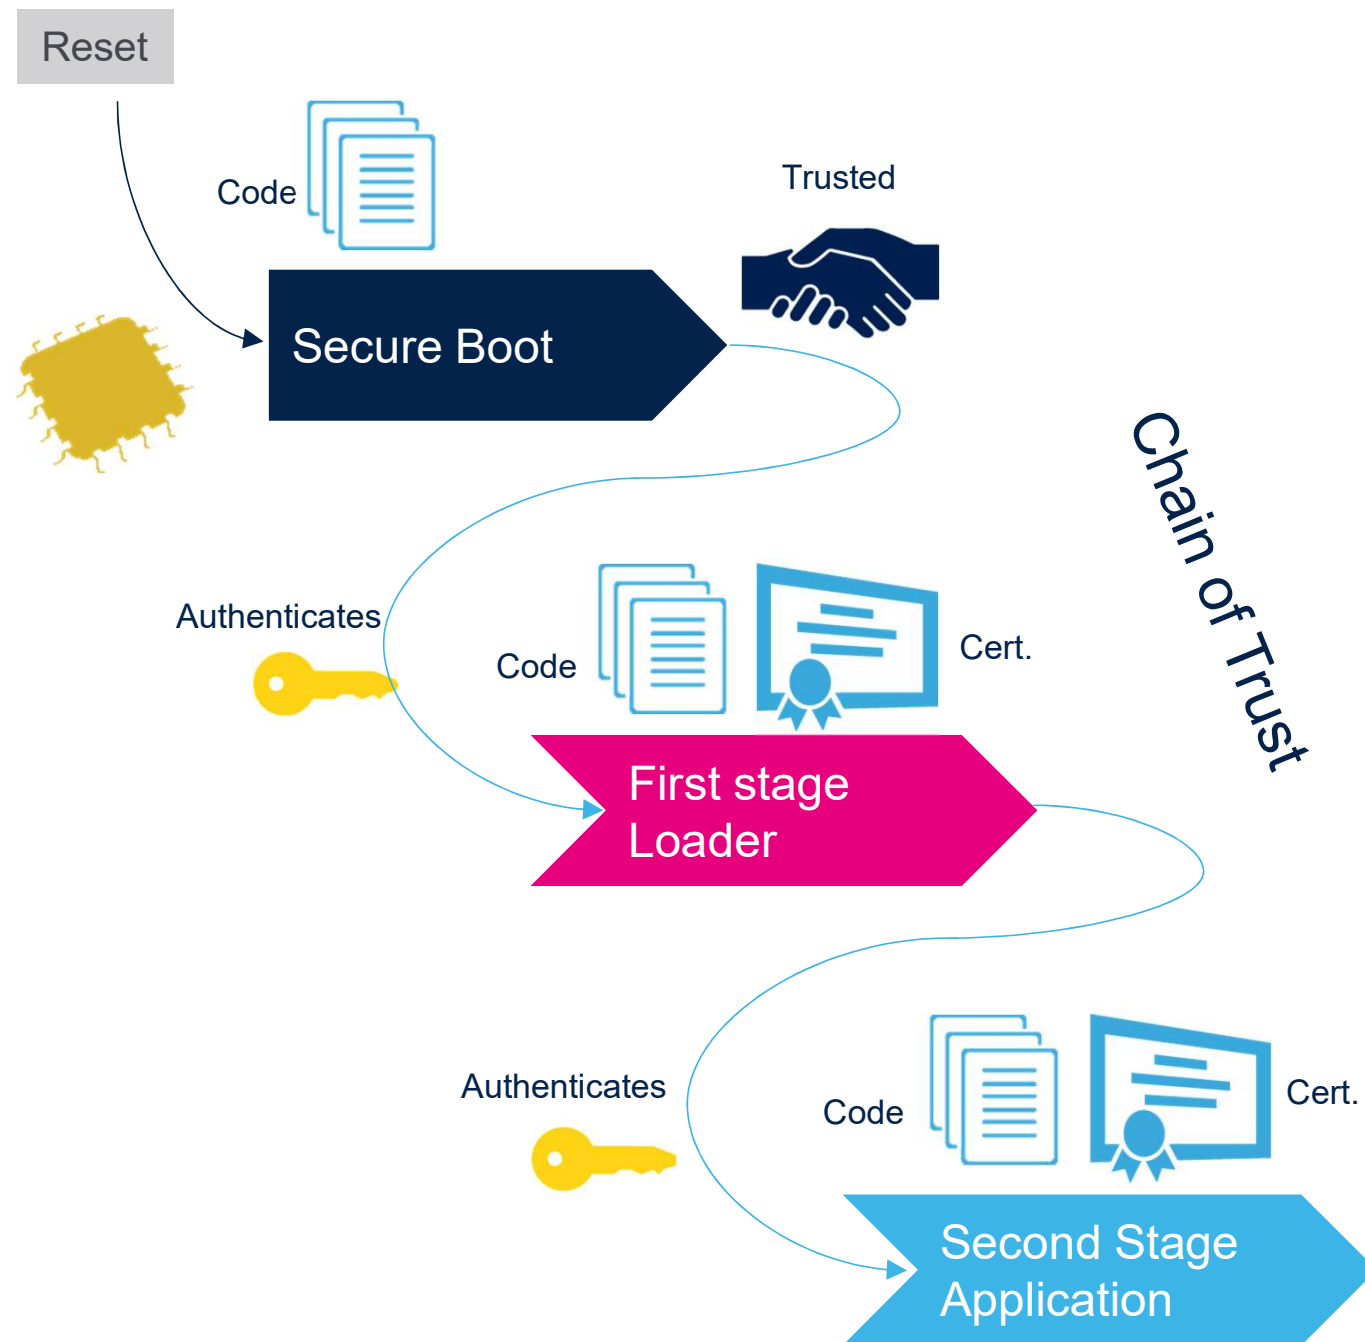 Reset
Code
Trusted
Secure Boot
Chain of Trust
Authenticates
Code
Cert.
First stage
Loader
Authenticates
Code
Cert.
Second Stage
Application